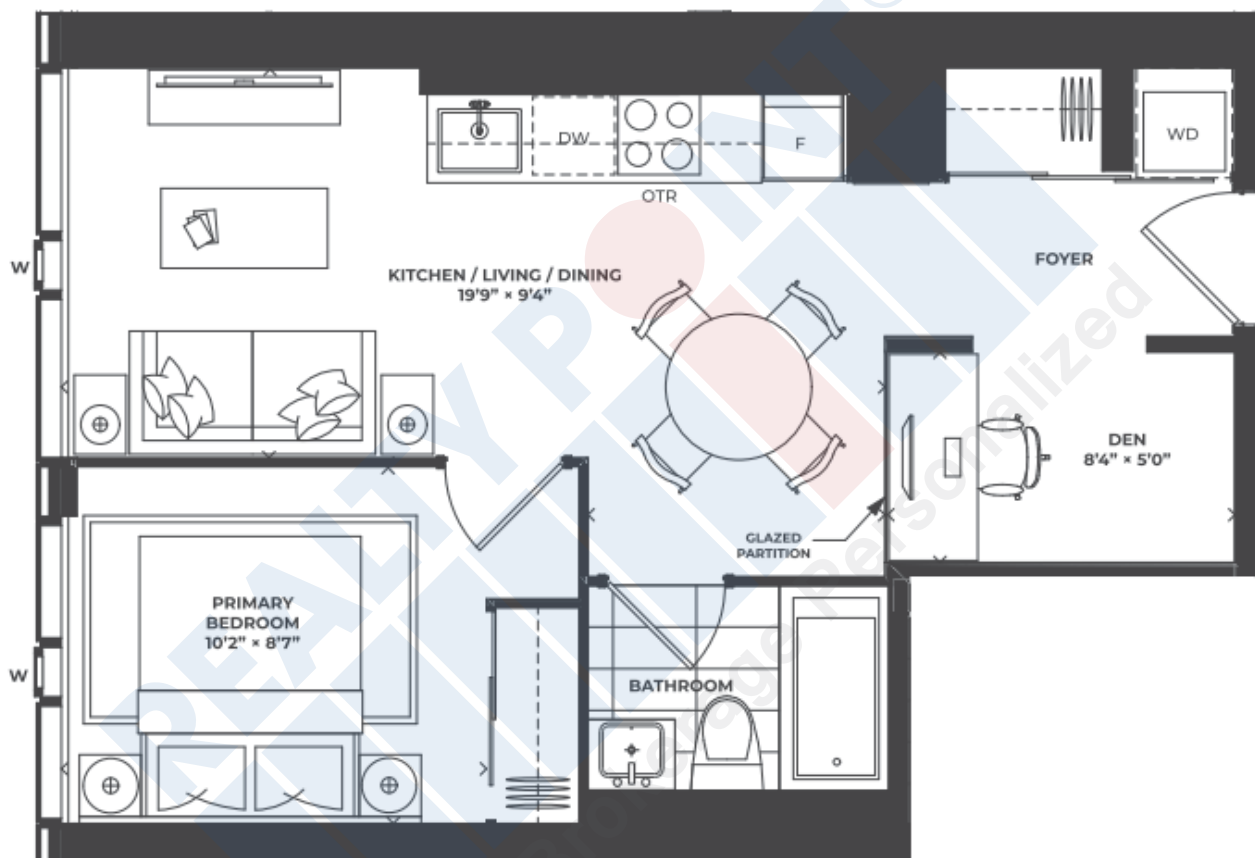 DW
F
WD
OTR
FOYER
W
KITCHEN / LIVING / DINING
19'9” × 9'4”
DEN
8'4” × 5'0”
GLAZED
PARTITION
PRIMARY
BEDROOM
10'2” × 8'7”
W
BATHROOM
REALTY POINT
Brokerage Personalized